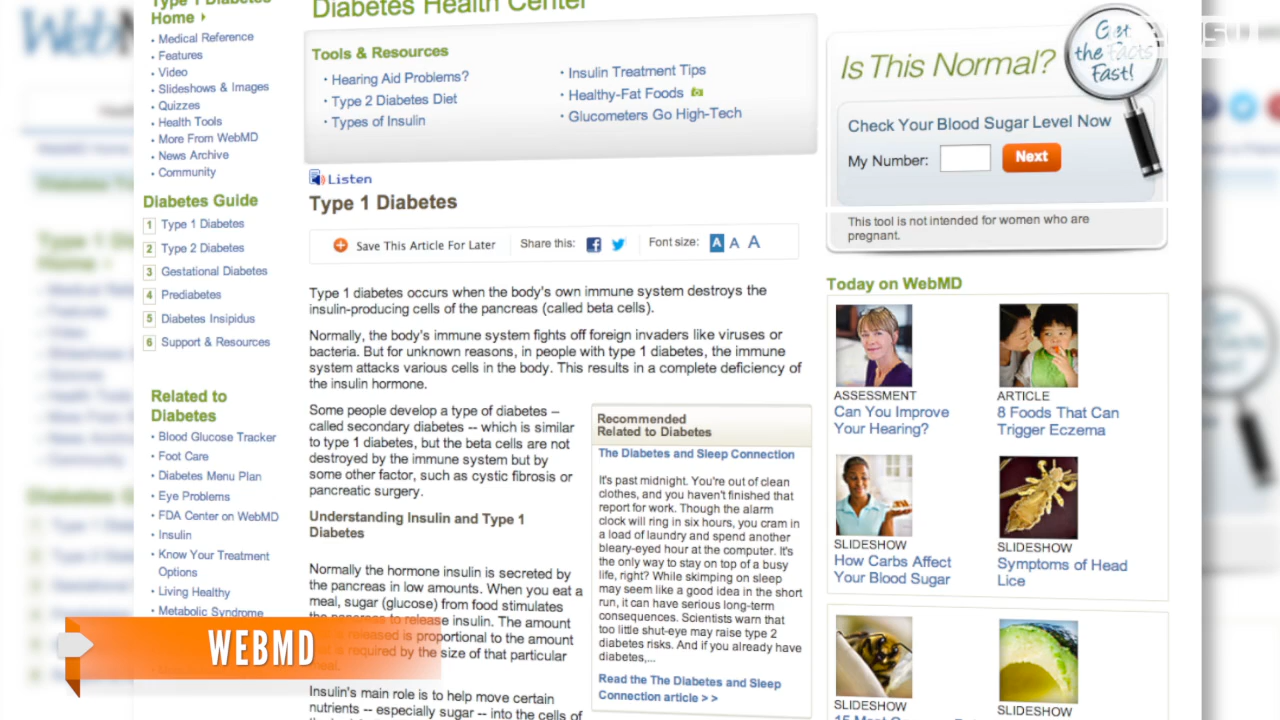 Type 1 Diabetes
Home
Medical Reference
Features
Video
Slideshows & Images
Quizzes
Health Tools
More From WebMD
News Archive
Community
Diabetes Guide
1 Type 1 Diabetes
2 Type 2 Diabetes
3 Gestational Diabetes
4 Prediabetes
5 Diabetes Insipidus
6 Support & Resources
Related to
Diabetes
Blood Glucose Tracker
Foot Care
Diabetes Menu Plan
Eye Problems
FDA Center on WebMD
Insulin
Know Your Treatment
Options
Living Healthy
Metabolic Syndrome
WEBMD
Diabetes Health Center
Tools & Resources
Hearing Aid Problems?
Type 2 Diabetes Diet
Types of Insulin
Insulin Treatment Tips
Healthy-Fat Foods
Glucometers Go High-Tech
Listen
Type 1 Diabetes
Save This Article For Later
Share this:
Font size: A A A
Type 1 diabetes occurs when the body's own immune system destroys the
insulin-producing cells of the pancreas (called beta cells).
Normally, the body's immune system fights off foreign invaders like viruses or
bacteria. But for unknown reasons, in people with type 1 diabetes, the immune
system attacks various cells in the body. This results in a complete deficiency of
the insulin hormone.
Some people develop a type of diabetes –
called secondary diabetes -- which is similar
to type 1 diabetes, but the beta cells are not
destroyed by the immune system but by
some other factor, such as cystic fibrosis or
pancreatic surgery.
Understanding Insulin and Type 1
Diabetes
Normally the hormone insulin is secreted by
the pancreas in low amounts. When you eat a
meal, sugar (glucose) from food stimulates
the pancreas to release insulin. The amount
that is released is proportional to the amount
that is required by the size of that particular
meal.
Insulin's main role is to help move certain
nutrients -- especially sugar -- into the cells of
Recommended
Related to Diabetes
The Diabetes and Sleep Connection
It's past midnight. You're out of clean
clothes, and you haven't finished that
report for work. Though the alarm
clock will ring in six hours, you cram in
a load of laundry and spend another
bleary-eyed hour at the computer. It's
the only way to stay on top of a busy
life, right? While skimping on sleep
may seem like a good idea in the short
run, it can have serious long-term
consequences. Scientists warn that
too little shut-eye may raise type 2
diabetes risks. And if you already have
diabetes,...
Read the The Diabetes and Sleep
Connection article > >
Is This Normal?
Get
the Facts
Fast!
Check Your Blood Sugar Level Now
My Number:
Next
This tool is not intended for women who are
pregnant.
Today on WebMD
ASSESSMENT
Can You Improve
Your Hearing?
ARTICLE
8 Foods That Can
Trigger Eczema
SLIDESHOW
How Carbs Affect
Your Blood Sugar
SLIDESHOW
Symptoms of Head
Lice
SLIDESHOW
SLIDESHOW